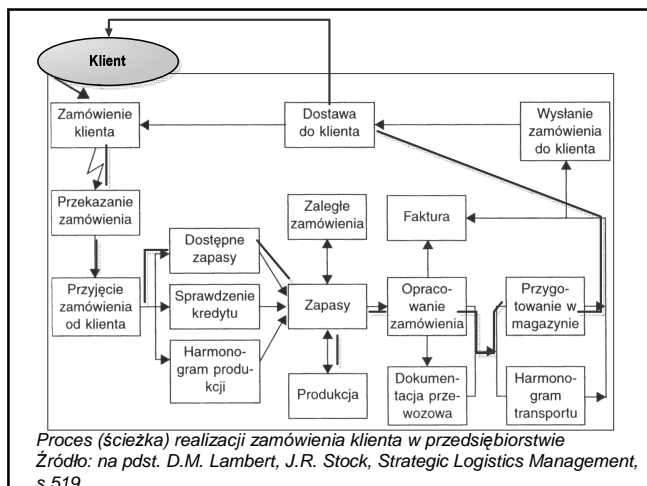 Klient
Zamówienie
klienta
Dostawa
do klienta
Wysłanie
zamówienia
do klienta
Przekazanie
zamówienia
Zaległe
zamówienia
Faktura
Dostępne
zapasy
Przyjęcie
zamówienia
od klienta
Sprawdzenie
kredytu
Zapasy
Opraco-
wanie
zamówienia
Przygo-
towanie w
magazynie
Harmono-
gram produ-
kcji
Produkcja
Dokumen-
tacja prze-
wozowa
Harmono-
gram
transportu
Proces (ścieżka) realizacji zamówienia klienta w przedsiębiorstwie
Źródło: na pdst. D.M. Lambert, J.R. Stock, Strategic Logistics Management,
s.519